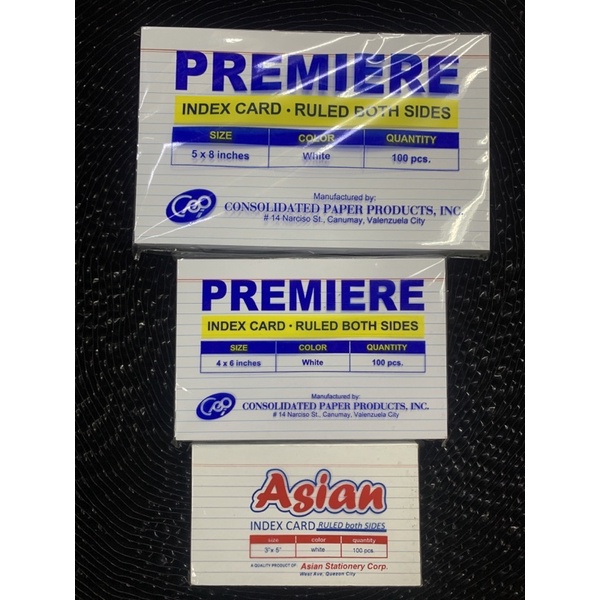 PREMIERE
INDEX CARD • RULED BOTH SIDES
SIZE COLOR QUANTITY
5 x 8 inches White 100 pcs.
Manufactured by:
CONSOLIDATED PAPER PRODUCTS, INC.
# 14 Narciso St., Canumay, Valenzuela City
PREMIERE
INDEX CARD • RULED BOTH SIDES
SIZE COLOR QUANTITY
4 x 6 inches White 100 pcs.
Manufactured by:
CONSOLIDATED PAPER PRODUCTS, INC.
# 14 Narciso St., Canumay, Valenzuela City
Asian
INDEX CARD RULED both SIDES
size color quantity
3"x 5" white 100 pcs.
A QUALITY PRODUCT OF: Asian Stationery Corp.
West Ave, Quezon City